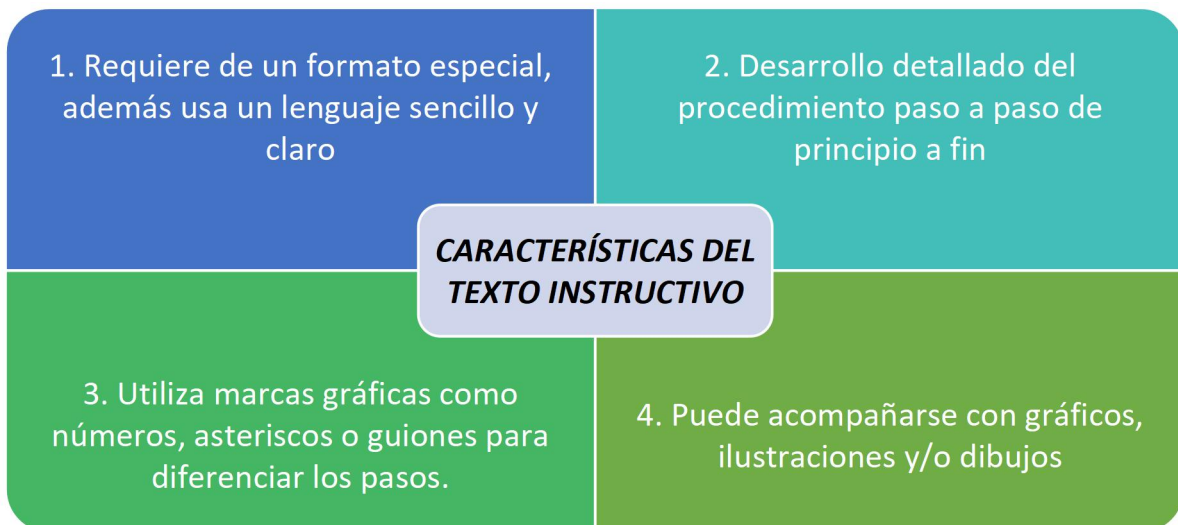 1. Requiere de un formato especial,
además usa un lenguaje sencillo y
claro
2. Desarrollo detallado del
procedimiento paso a paso de
principio a fin
CARACTERÍSTICAS DEL
TEXTO INSTRUCTIVO
3. Utiliza marcas gráficas como
números, asteriscos o guiones para
diferenciar los pasos.
4. Puede acompañarse con gráficos,
ilustraciones y/o dibujos